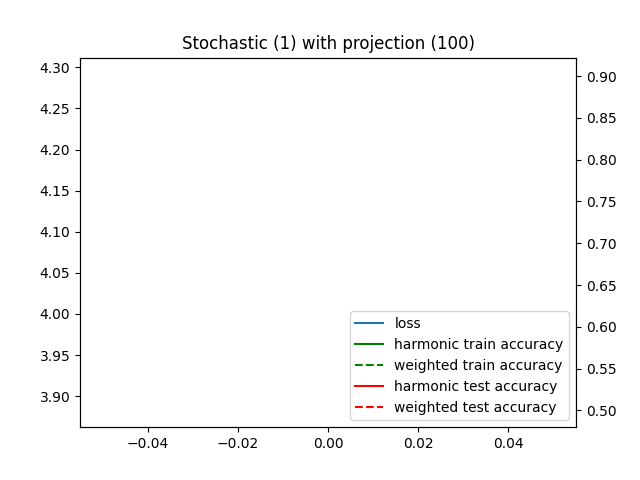 Stochastic (1) with projection (100)
4.30
4.25
4.20
4.15
4.10
4.05
4.00
3.95
3.90
0.90
0.85
0.80
0.75
0.70
0.65
0.60
0.55
0.50
loss
harmonic train accuracy
weighted train accuracy
harmonic test accuracy
weighted test accuracy
−0.04 −0.02 0.00 0.02 0.04